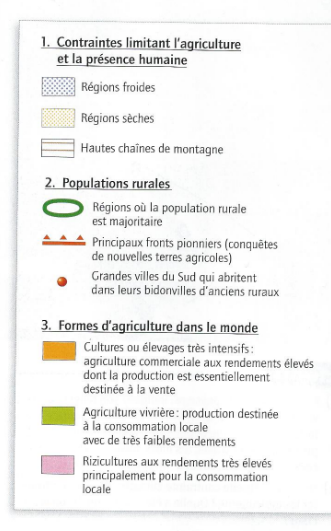 1. Contraintes limitant l'agriculture
et la présence humaine
Régions froides
Régions sèches
Hautes chaînes de montagne
2. Populations rurales
Régions où la population rurale
est majoritaire
Principaux fronts pionniers (conquêtes
de nouvelles terres agricoles)
Grandes villes du Sud qui abritent
dans leurs bidonvilles d'anciens ruraux
3. Formes d'agriculture dans le monde
Cultures ou élevages très intensifs :
agriculture commerciale aux rendements élevés
dont la production est essentiellement
destinée à la vente
Agriculture vivrière : production destinée
à la consommation locale
avec de très faibles rendements
Rizicultures aux rendements très élevés
principalement pour la consommation
locale